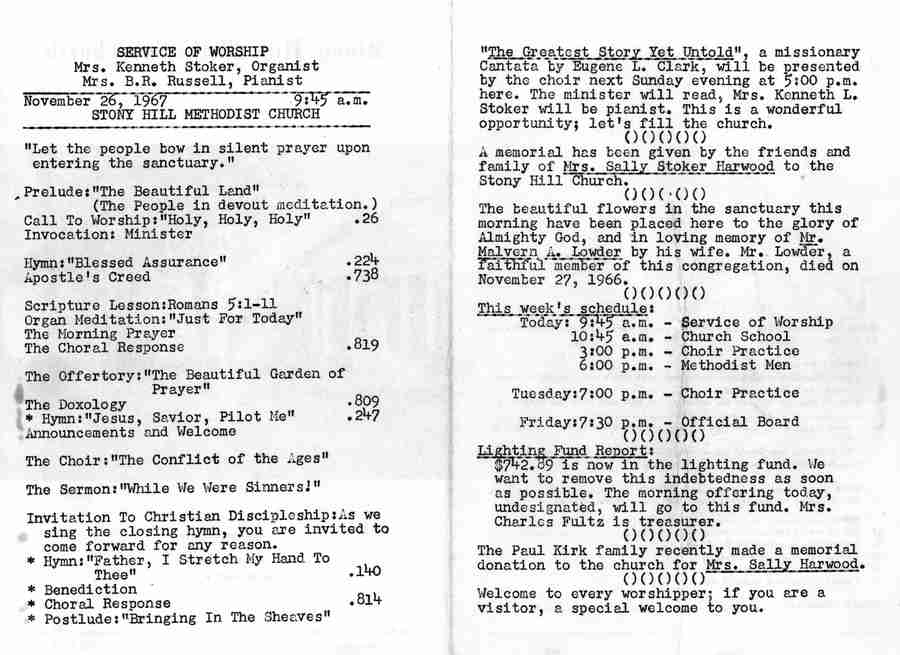 SERVICE OF WORSHIP
Mrs. Kenneth Stoker, Organist
Mrs. B.R. Russell, Pianist
November 26, 1967 9:45 a.m.
STONY HILL METHODIST CHURCH
"Let the people bow in silent prayer upon
entering the sanctuary."
Prelude:"The Beautiful Land"
(The People in devout meditation.)
Call To Worship:"Holy, Holy, Holy" .26
Invocation: Minister
Hymn:"Blessed Assurance" .224
Apostle's Creed .738
Scripture Lesson:Romans 5:1-11
Organ Meditation:"Just For Today"
The Morning Prayer
The Choral Response .819
The Offertory:"The Beautiful Garden of
Prayer"
The Doxology .809
* Hymn:"Jesus, Savior, Pilot Me" .247
Announcements and Welcome
The Choir:"The Conflict of the Ages"
The Sermon:"While We Were Sinners!"
Invitation To Christian Discipleship:As we
sing the closing hymn, you are invited to
come forward for any reason.
* Hymn:"Father, I Stretch My Hand To
Thee" .140
* Benediction
* Choral Response .814
* Postlude:"Bringing In The Sheaves"
"The Greatest Story Yet Untold", a missionary
Cantata by Eugene L. Clark, will be presented
by the choir next Sunday evening at 5:00 p.m.
here. The minister will read, Mrs. Kenneth L.
Stoker will be pianist. This is a wonderful
opportunity; let's fill the church.
()()()()()
A memorial has been given by the friends and
family of Mrs. Sally Stoker Harwood to the
Stony Hill Church.
()()(·()()
The beautiful flowers in the sanctuary this
morning have been placed here to the glory of
Almighty God, and in loving memory of Mr.
Malvern A. Lowder by his wife. Mr. Lowder, a
faithful member of this congregation, died on
November 27, 1966.
()()()()()
This week's schedule:
Today: 9:45 a.m. - Service of Worship
10:45 a.m. - Church School
3:00 p.m. - Choir Practice
6:00 p.m. - Methodist Men
Tuesday:7:00 p.m. - Choir Practice
Friday:7:30 p.m. - Official Board
()()()()()
Lighting Fund Report:
$742.89 is now in the lighting fund. We
want to remove this indebtedness as soon
as possible. The morning offering today,
undesignated, will go to this fund. Mrs.
Charles Fultz is treasurer.
()()()()()
The Paul Kirk family recently made a memorial
donation to the church for Mrs. Sally Harwood.
()()()()()
Welcome to every worshipper; if you are a
visitor, a special welcome to you.